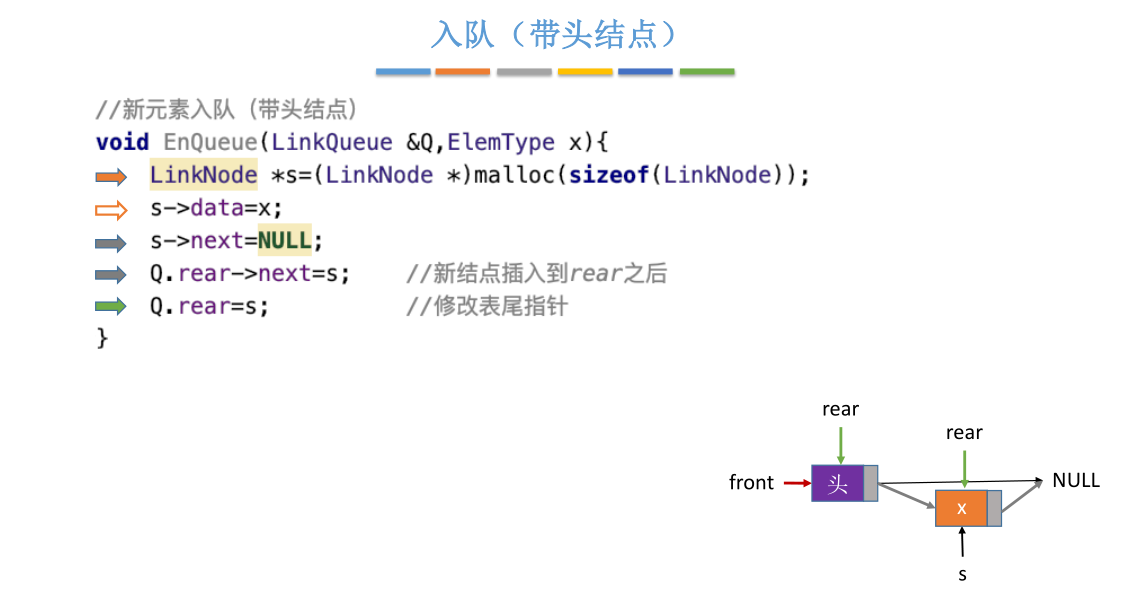 入队（带头结点）
//新元素入队（带头结点）
void EnQueue(LinkQueue &Q,ElemType x){
LinkNode *s=(LinkNode *)malloc(sizeof(LinkNode));
s->data=x;
s->next=NULL;
Q.rear->next=s; //新结点插入到rear之后
Q.rear=s; //修改表尾指针
}
rear
rear
front 头 NULL
x
s